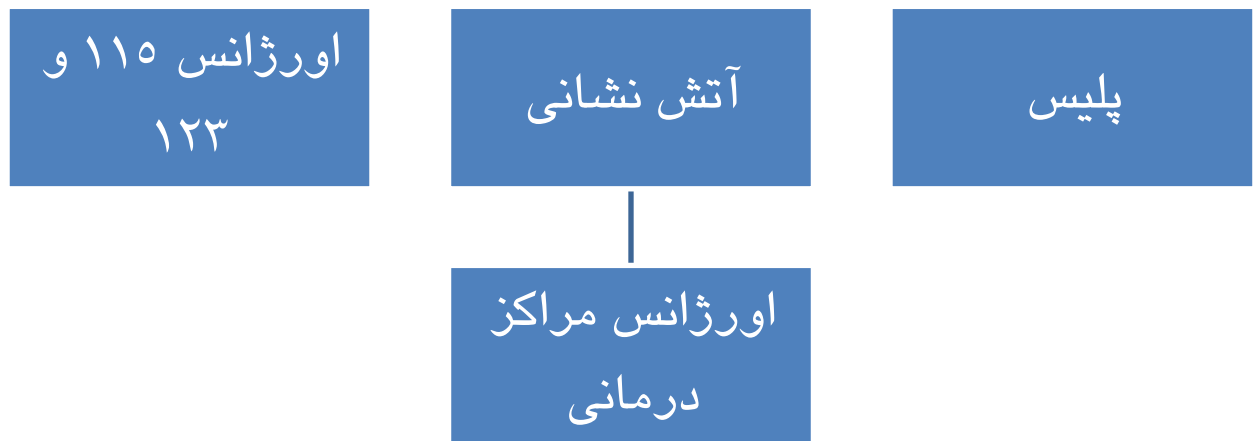 پلیس
آتش نشانی
اورژانس ۱۱۵ و
۱۲۳
اورژانس مراکز
درمانی